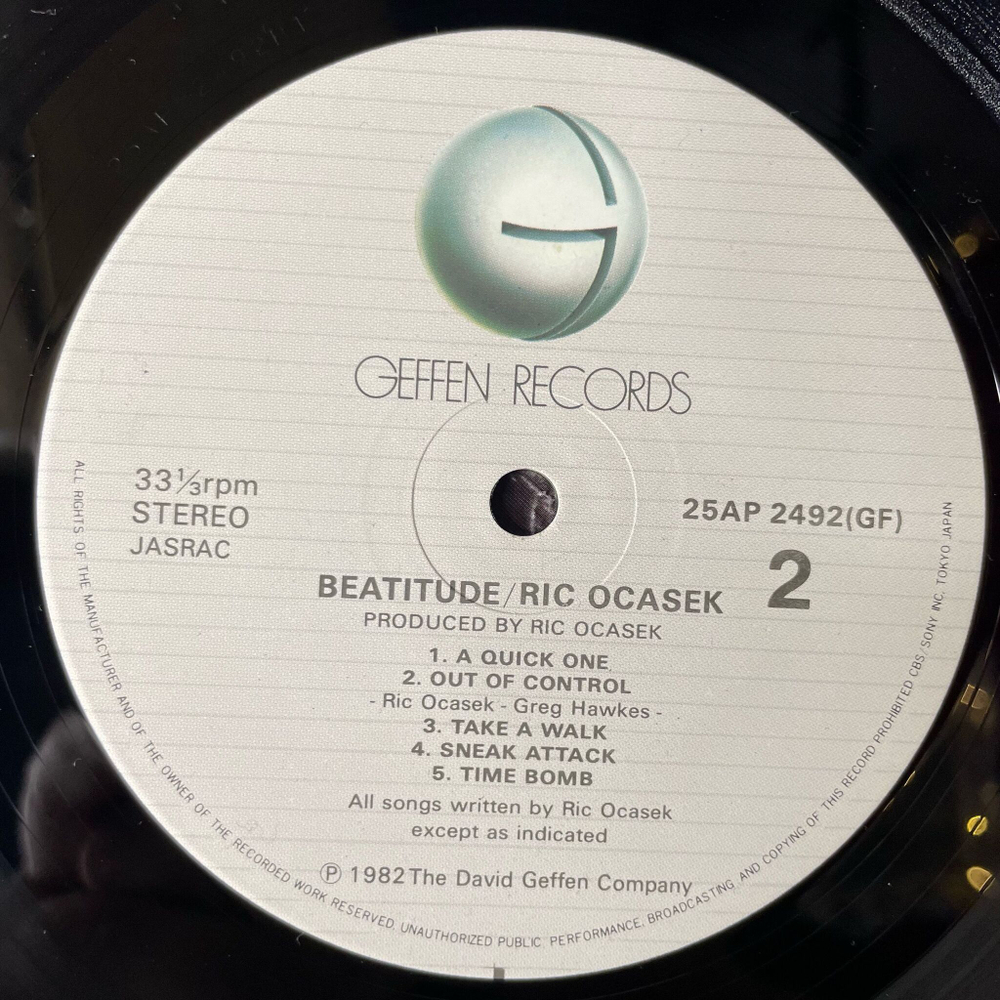 GEFFEN RECORDS
33⅓rpm
STEREO
JASRAC
25AP 2492(GF)
2
BEATITUDE/RIC OCASEK
PRODUCED BY RIC OCASEK
1. A QUICK ONE
2. OUT OF CONTROL
- Ric Ocasek - Greg Hawkes -
3. TAKE A WALK
4. SNEAK ATTACK
5. TIME BOMB
All songs written by Ric Ocasek
except as indicated
Ⓟ 1982 The David Geffen Company
ALL RIGHTS OF THE MANUFACTURER AND OF THE OWNER OF THE RECORDED WORK RESERVED. UNAUTHORIZED PUBLIC PERFORMANCE, BROADCASTING AND COPYING OF THIS RECORD PROHIBITED CBS/SONY INC. TOKYO JAPAN